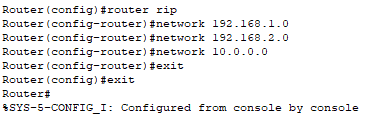 Router(config)#router rip
Router(config-router)#network 192.168.1.0
Router(config-router)#network 192.168.2.0
Router(config-router)#network 10.0.0.0
Router(config-router)#exit
Router(config)#exit
Router#
%SYS-5-CONFIG_I: Configured from console by console